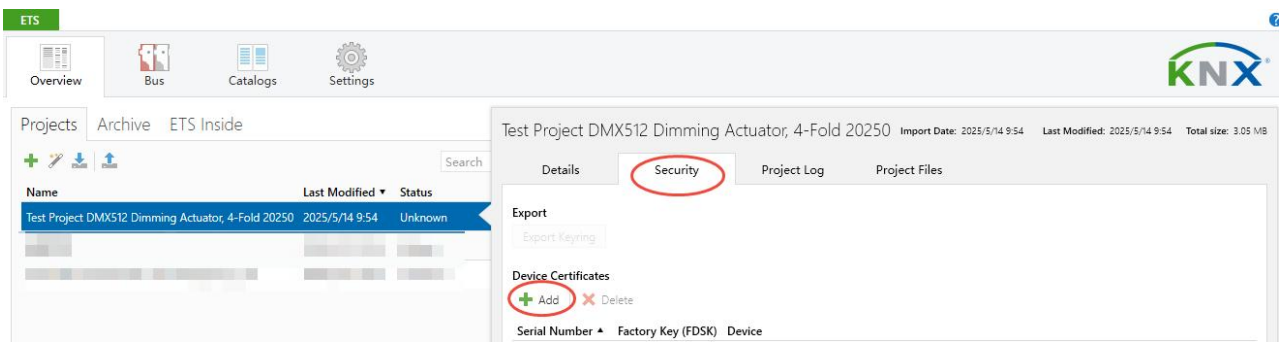 ETS
?
Overview Bus Catalogs Settings
KNX
Projects Archive ETS Inside
Search
Name Last Modified Status
Test Project DMX512 Dimming Actuator, 4-Fold 20250 2025/5/14 9:54 Unknown
Test Project DMX512 Dimming Actuator, 4-Fold 20250 Import Date: 2025/5/14 9:54 Last Modified: 2025/5/14 9:54 Total size: 3.05 MB
Details Security Project Log Project Files
Export
Export Keyring
Device Certificates
Add Delete
Serial Number Factory Key (FDSK) Device